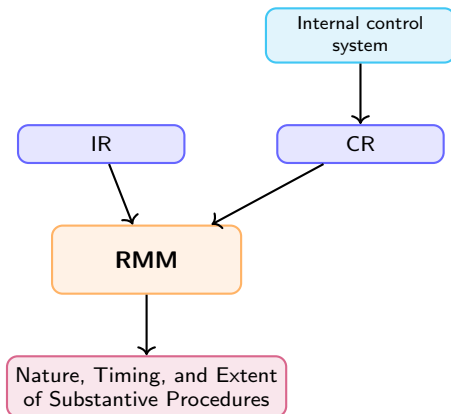 Internal control
system
IR
CR
RMM
Nature, Timing, and Extent
of Substantive Procedures